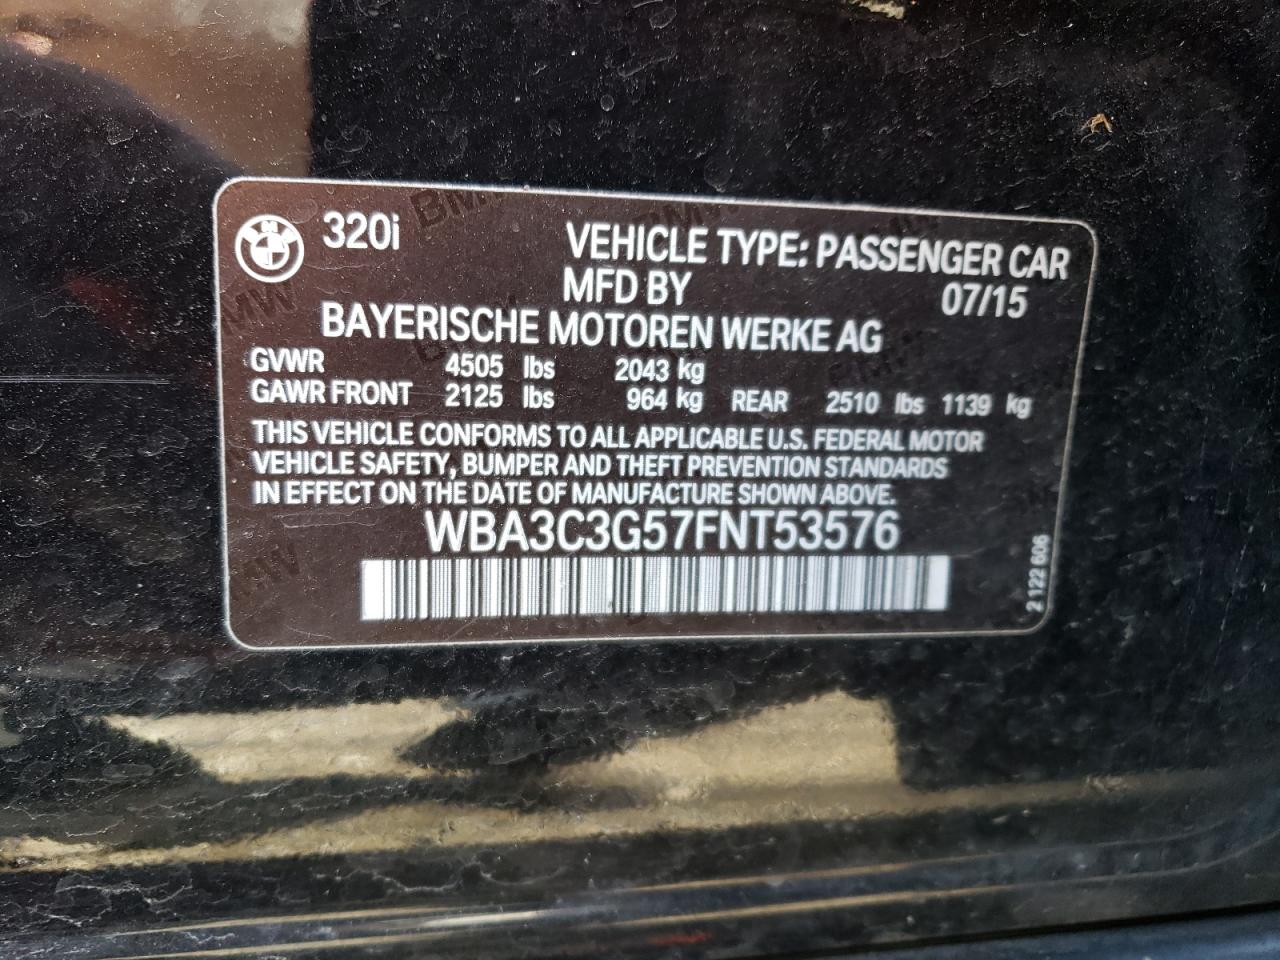 320i
VEHICLE TYPE: PASSENGER CAR
MFD BY 07/15
BAYERISCHE MOTOREN WERKE AG
GVWR 4505 lbs 2043 kg
GAWR FRONT 2125 lbs 964 kg REAR 2510 lbs 1139 kg
THIS VEHICLE CONFORMS TO ALL APPLICABLE U.S. FEDERAL MOTOR
VEHICLE SAFETY, BUMPER AND THEFT PREVENTION STANDARDS
IN EFFECT ON THE DATE OF MANUFACTURE SHOWN ABOVE.
WBA3C3G57FNT53576
2 122 606